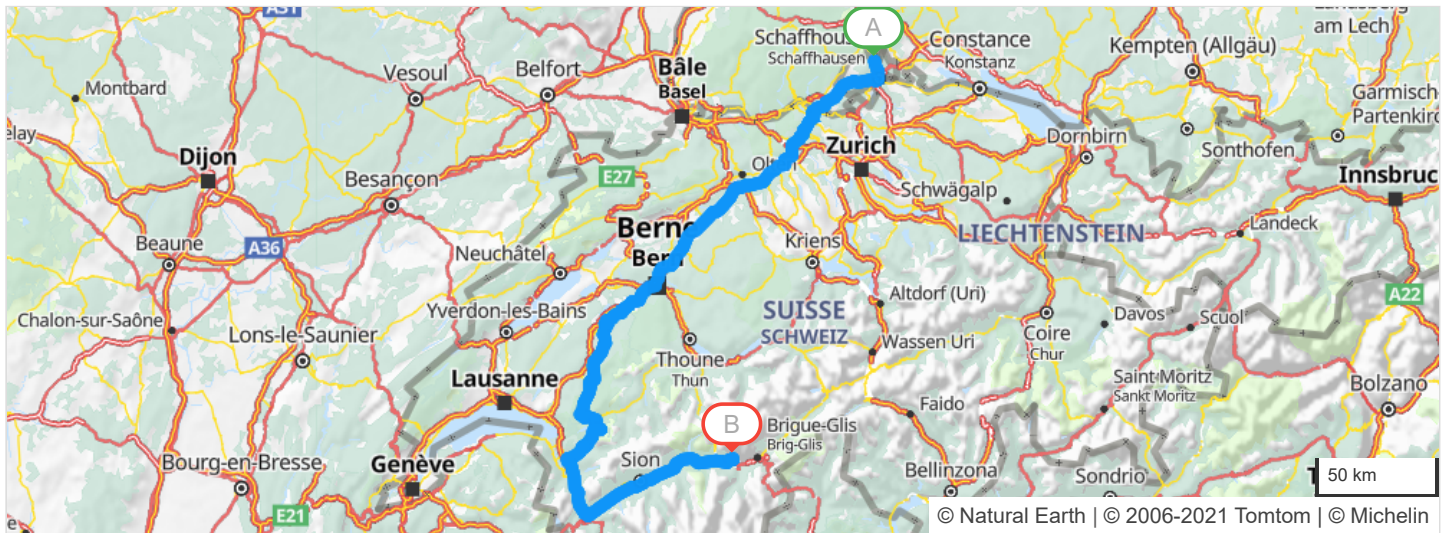 A31
Schaffhous
Schaffhausen
A
Constance
Konstanz
Kempten (Allgäu)
am Lech
Vesoul
Belfort
Bâle
Basel
Montbard
Garmisch
Partenkirc
elay
Dornbirn
Sonthofen
Dijon
Olt
Zurich
E27
Besançon
Schwägalp
Innsbruc
Berne
Bern
Landeck
Beaune
A36
Neuchâtel
Kriens
LIECHTENSTEIN
Altdorf (Uri)
A22
Yverdon-les-Bains
SUISSE
SCHWEIZ
Chalon-sur-Saône
Lons-le-Saunier
Davos
Scuol
Wassen Uri
Coire
Chur
Thoune
Thun
Lausanne
Saint-Moritz
Sankt Moritz
Bolzano
Faido
B
Brigue-Glis
Brig-Glis
Sion
Bourg-en-Bresse
Genève
Bellinzona
Sondrio
T
50 km
E21
e
© Natural Earth | © 2006-2021 Tomtom | © Michelin